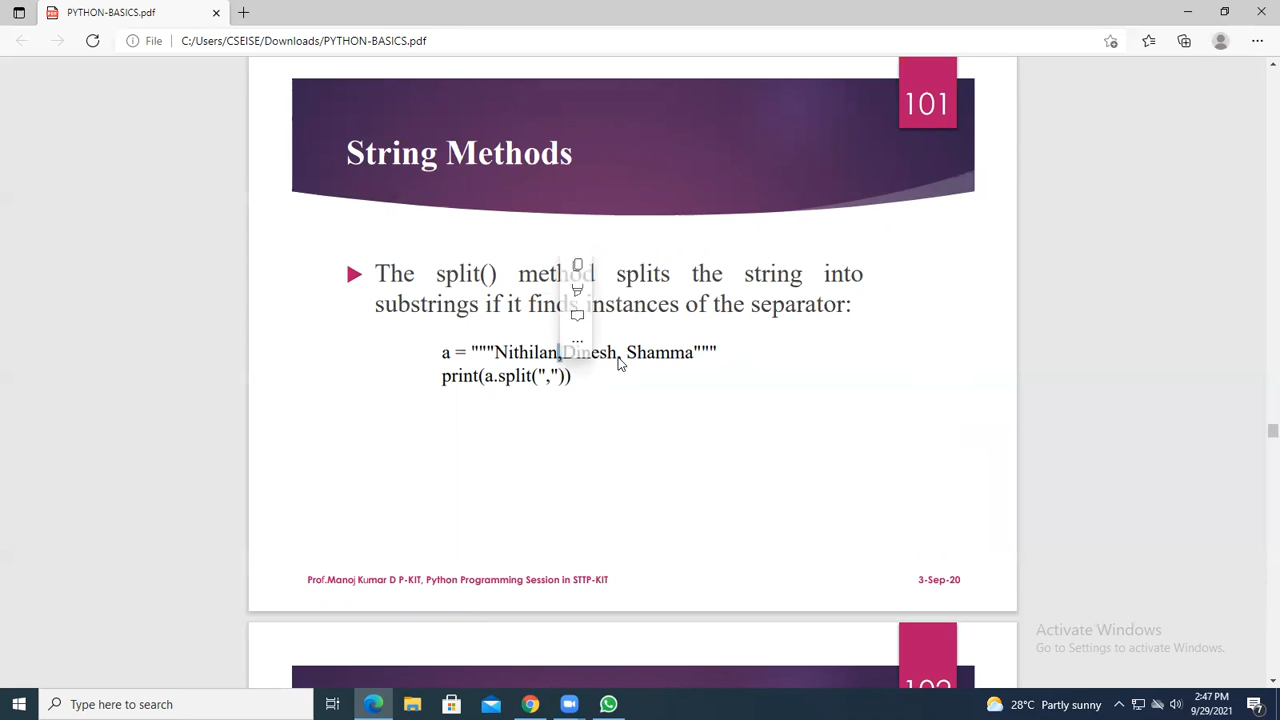 PYTHON-BASICS.pdf
File C:/Users/CSEISE/Downloads/PYTHON-BASICS.pdf
101
String Methods
The split() method splits the string into
substrings if it finds instances of the separator:
a = """Nithilan,Dinesh, Shamma"""
print(a.split(","))
Prof.Manoj Kumar D P-KIT, Python Programming Session in STTP-KIT
3-Sep-20
Activate Windows
Go to Settings to activate Windows.
102
Type here to search
28°C Partly sunny
2:47 PM
9/29/2021
7